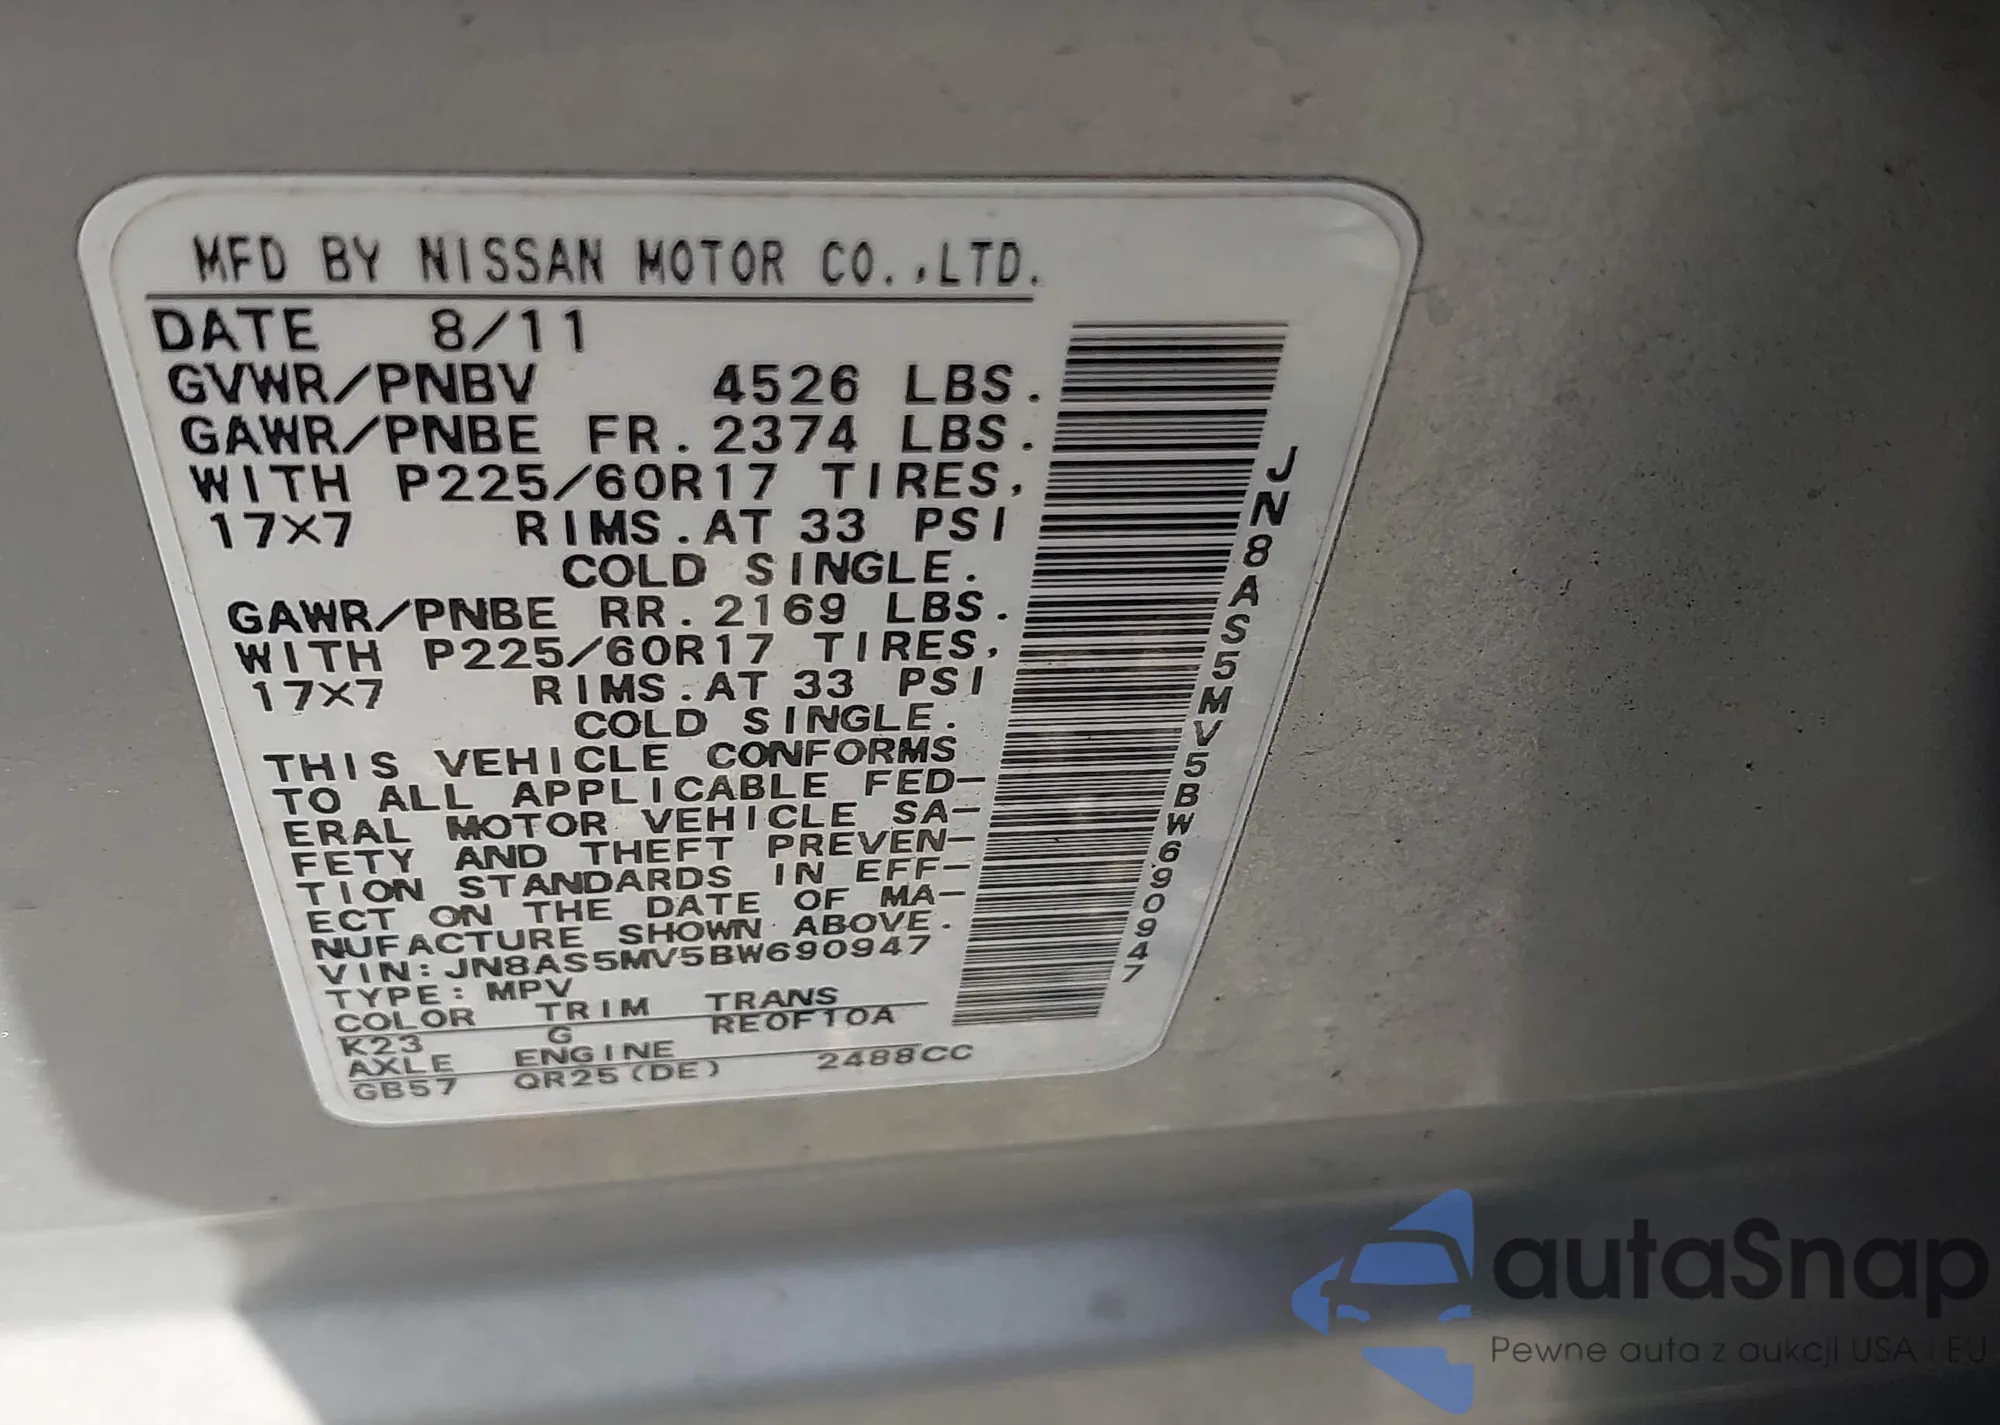 MFD BY NISSAN MOTOR CO.,LTD.
DATE 8/11
GVWR/PNBV 4526 LBS.
GAWR/PNBE FR.2374 LBS.
WITH P225/60R17 TIRES,
17×7 RIMS.AT 33 PSI
COLD SINGLE.
GAWR/PNBE RR.2169 LBS.
WITH P225/60R17 TIRES,
17×7 RIMS.AT 33 PSI
COLD SINGLE.
THIS VEHICLE CONFORMS
TO ALL APPLICABLE FED-
ERAL MOTOR VEHICLE SA-
FETY AND THEFT PREVEN-
TION STANDARDS IN EFF-
ECT ON THE DATE OF MA-
NUFACTURE SHOWN ABOVE.
VIN:JN8AS5MV5BW690947
TYPE:MPV
COLOR TRIM TRANS
K23 G RE0F10A
AXLE ENGINE
GB57 QR25(DE) 2488CC
JN8AS5MV5BW690947
autaSnap
Pewne auta z aukcji USA i EU